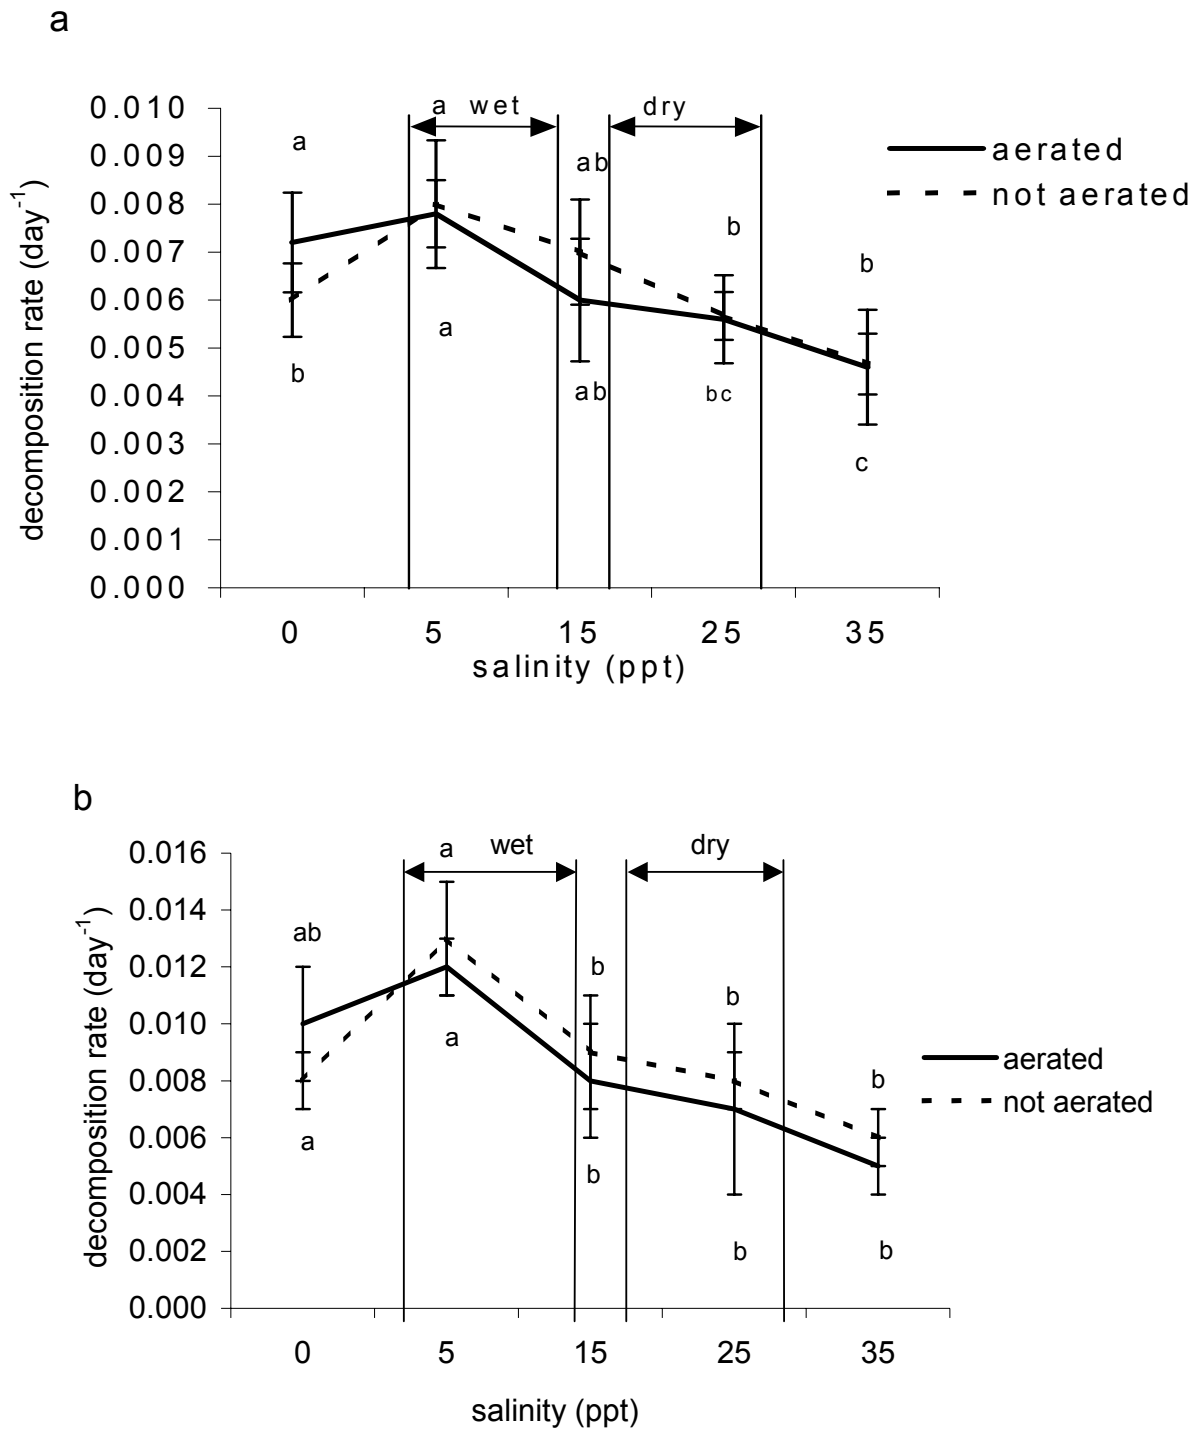 a
0.010
a wet dry
a
0.009
aerated
ab
0.008
not aerated
b
0.007
b
0.006
a
0.005
b
0.004
ab bc
0.003
c
0.002
0.001
0.000
decomposition rate (day-1)
0 5 15 25 35
salinity (ppt)
b
0.016
a wet dry
0.014
ab
0.012
b
b
0.010
a
aerated
0.008
b
not aerated
0.006
a
b
0.004
0.002
b b
0.000
decomposition rate (day-1)
0 5 15 25 35
salinity (ppt)